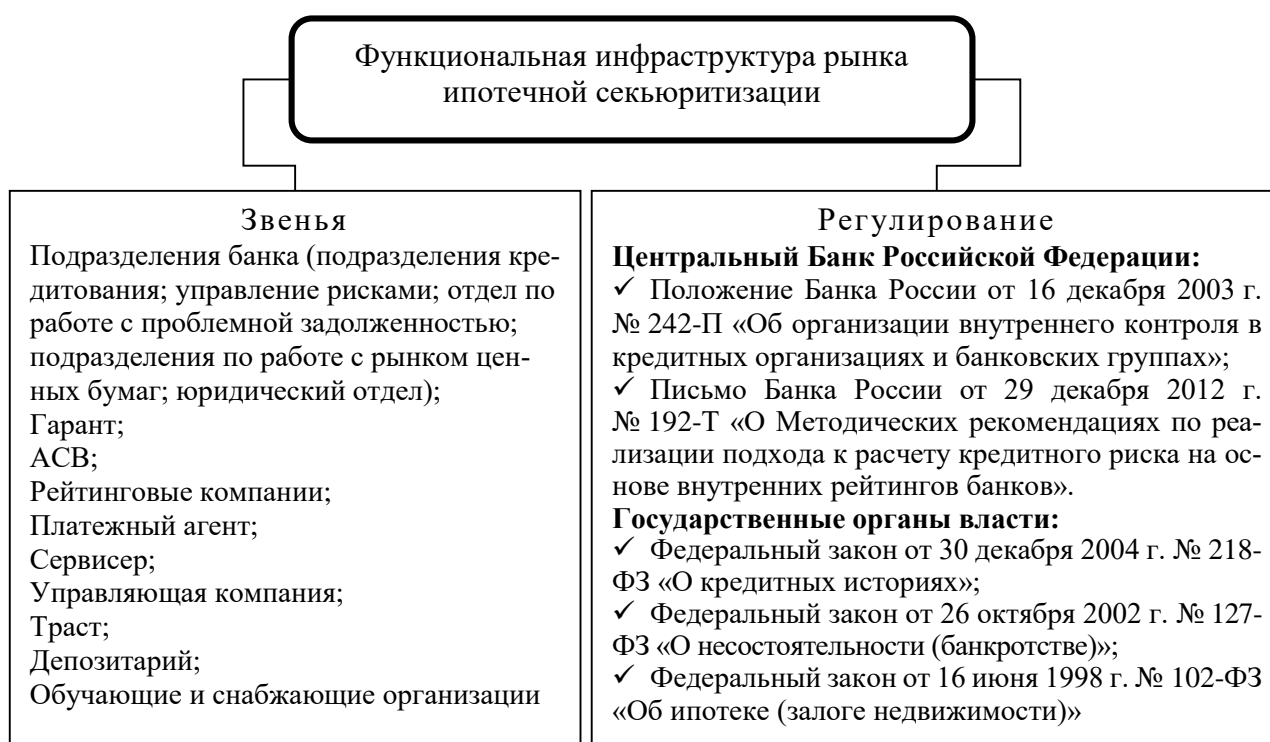 Функциональная инфраструктура рынка
ипотечной секьюритизации
Звенья
Подразделения банка (подразделения кре-
дитования; управление рисками; отдел по
работе с проблемной задолженностью;
подразделения по работе с рынком цен-
ных бумаг; юридический отдел);
Гарант;
АСВ;
Рейтинговые компании;
Платежный агент;
Сервисер;
Управляющая компания;
Траст;
Депозитарий;
Обучающие и снабжающие организации
Регулирование
Центральный Банк Российской Федерации:
✓ Положение Банка России от 16 декабря 2003 г.
№ 242-П «Об организации внутреннего контроля в
кредитных организациях и банковских группах»;
✓ Письмо Банка России от 29 декабря 2012 г.
№ 192-Т «О Методических рекомендациях по реа-
лизации подхода к расчету кредитного риска на ос-
нове внутренних рейтингов банков».
Государственные органы власти:
✓ Федеральный закон от 30 декабря 2004 г. № 218-
ФЗ «О кредитных историях»;
✓ Федеральный закон от 26 октября 2002 г. № 127-
ФЗ «О несостоятельности (банкротстве)»;
✓ Федеральный закон от 16 июня 1998 г. № 102-ФЗ
«Об ипотеке (залоге недвижимости)»